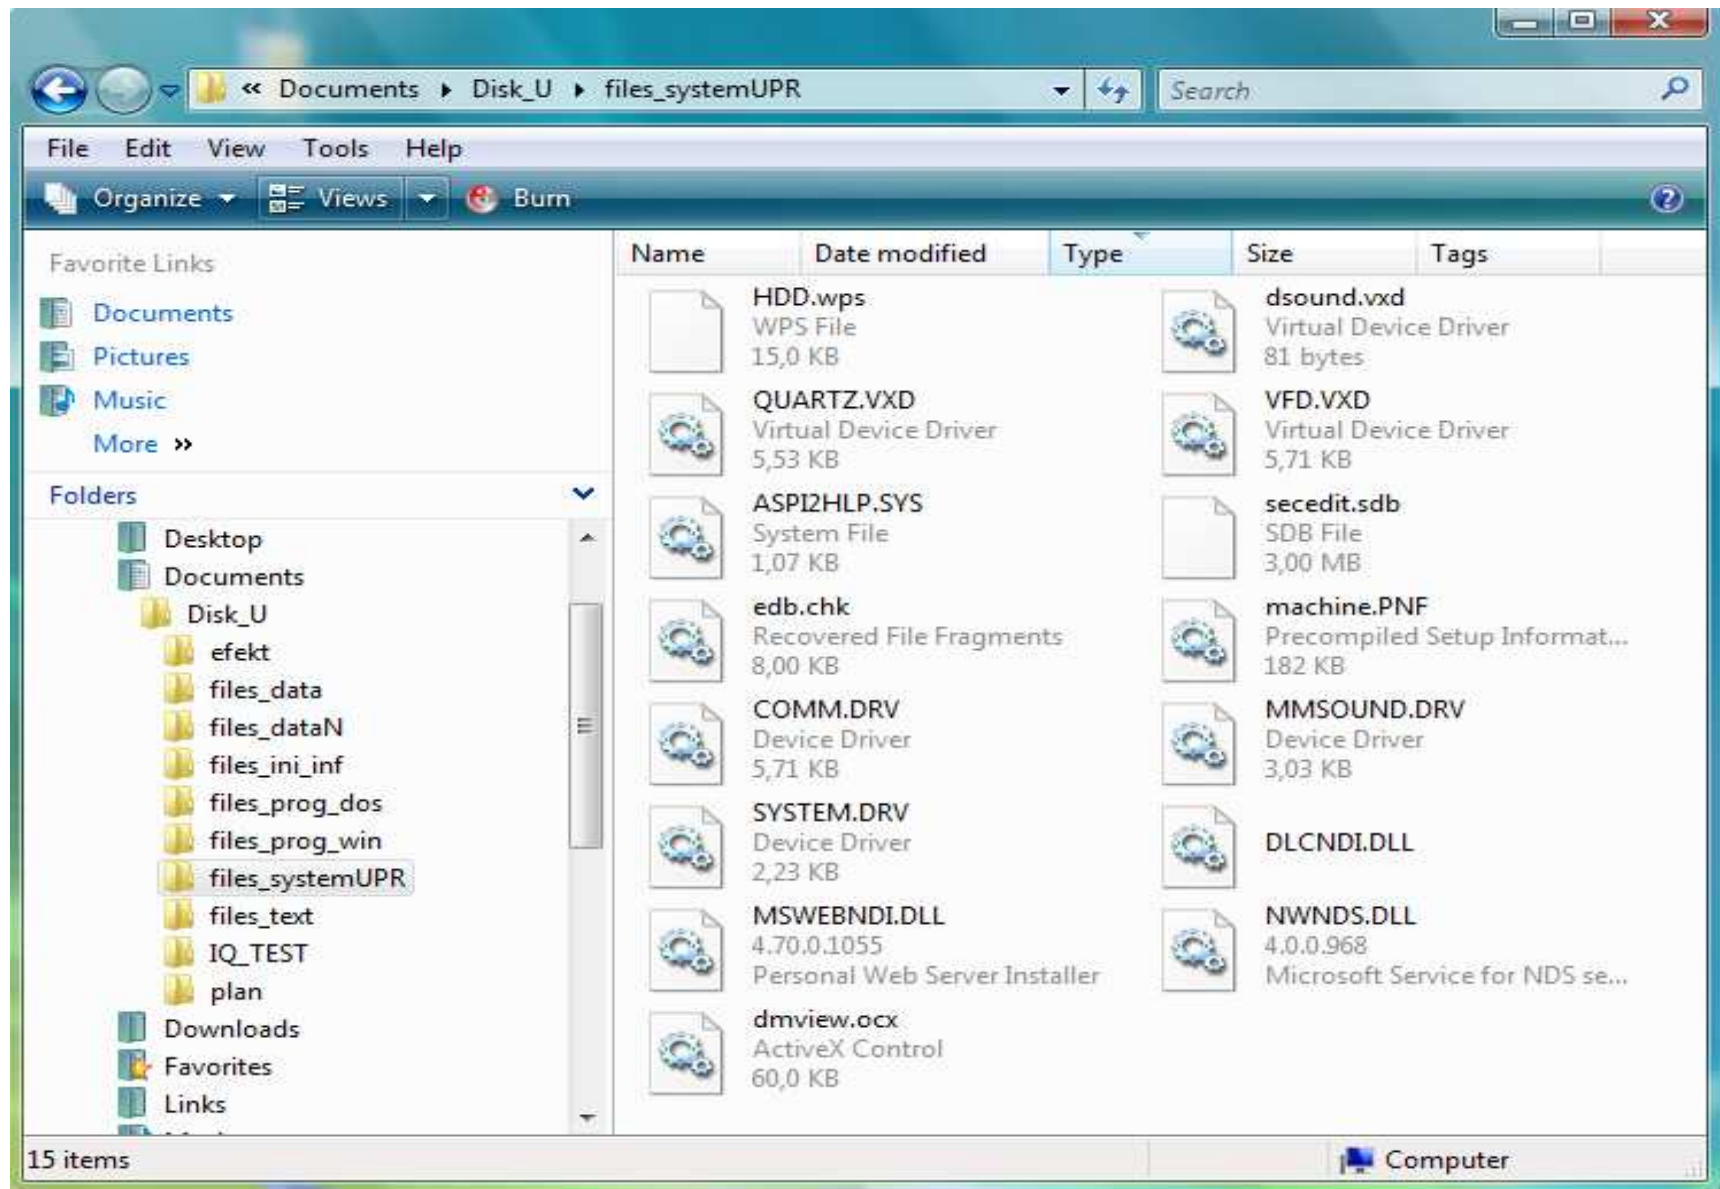 « Documents Disk_U files_systemUPR
Search
File Edit View Tools Help
Organize Views Burn
Favorite Links
Documents
Pictures
Music
More »
Folders
Desktop
Documents
Disk_U
efekt
files_data
files_dataN
files_ini_inf
files_prog_dos
files_prog_win
files_systemUPR
files_text
IQ_TEST
plan
Downloads
Favorites
Links
Name Date modified Type Size Tags
HDD.wps
WPS File
15,0 KB
dsound.vxd
Virtual Device Driver
81 bytes
QUARTZ.VXD
Virtual Device Driver
5,53 KB
VFD.VXD
Virtual Device Driver
5,71 KB
ASPI2HLP.SYS
System File
1,07 KB
secedit.sdb
SDB File
3,00 MB
edb.chk
Recovered File Fragments
8,00 KB
machine.PNF
Precompiled Setup Informat...
182 KB
COMM.DRV
Device Driver
5,71 KB
MMSOUND.DRV
Device Driver
3,03 KB
SYSTEM.DRV
Device Driver
2,23 KB
DLCNDI.DLL
MSWEBNDI.DLL
4.70.0.1055
Personal Web Server Installer
NWNDS.DLL
4.0.0.968
Microsoft Service for NDS se...
dmview.ocx
ActiveX Control
60,0 KB
15 items
Computer